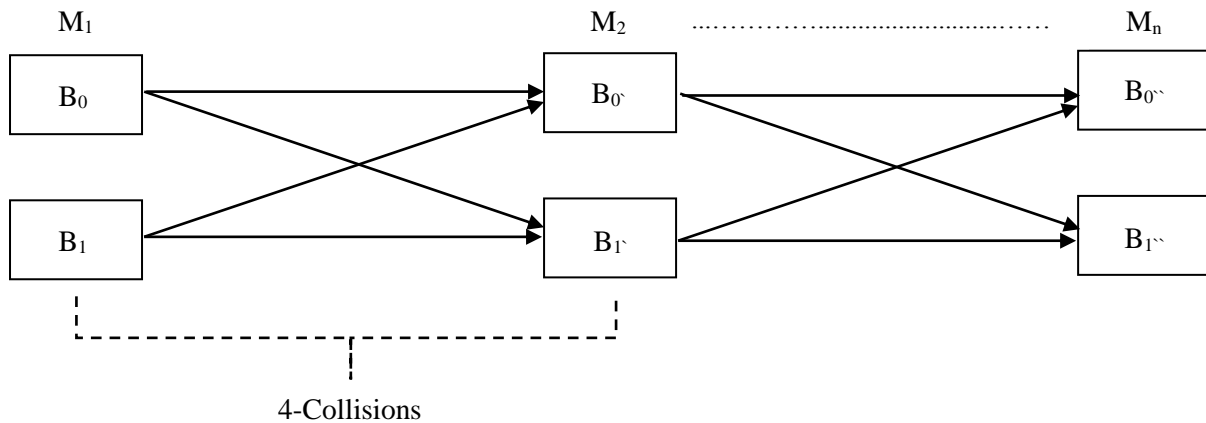 M₁ M₂ ………………………………… Mₙ
B₀ B₀` B₀``
B₁ B₁` B₁``
4-Collisions